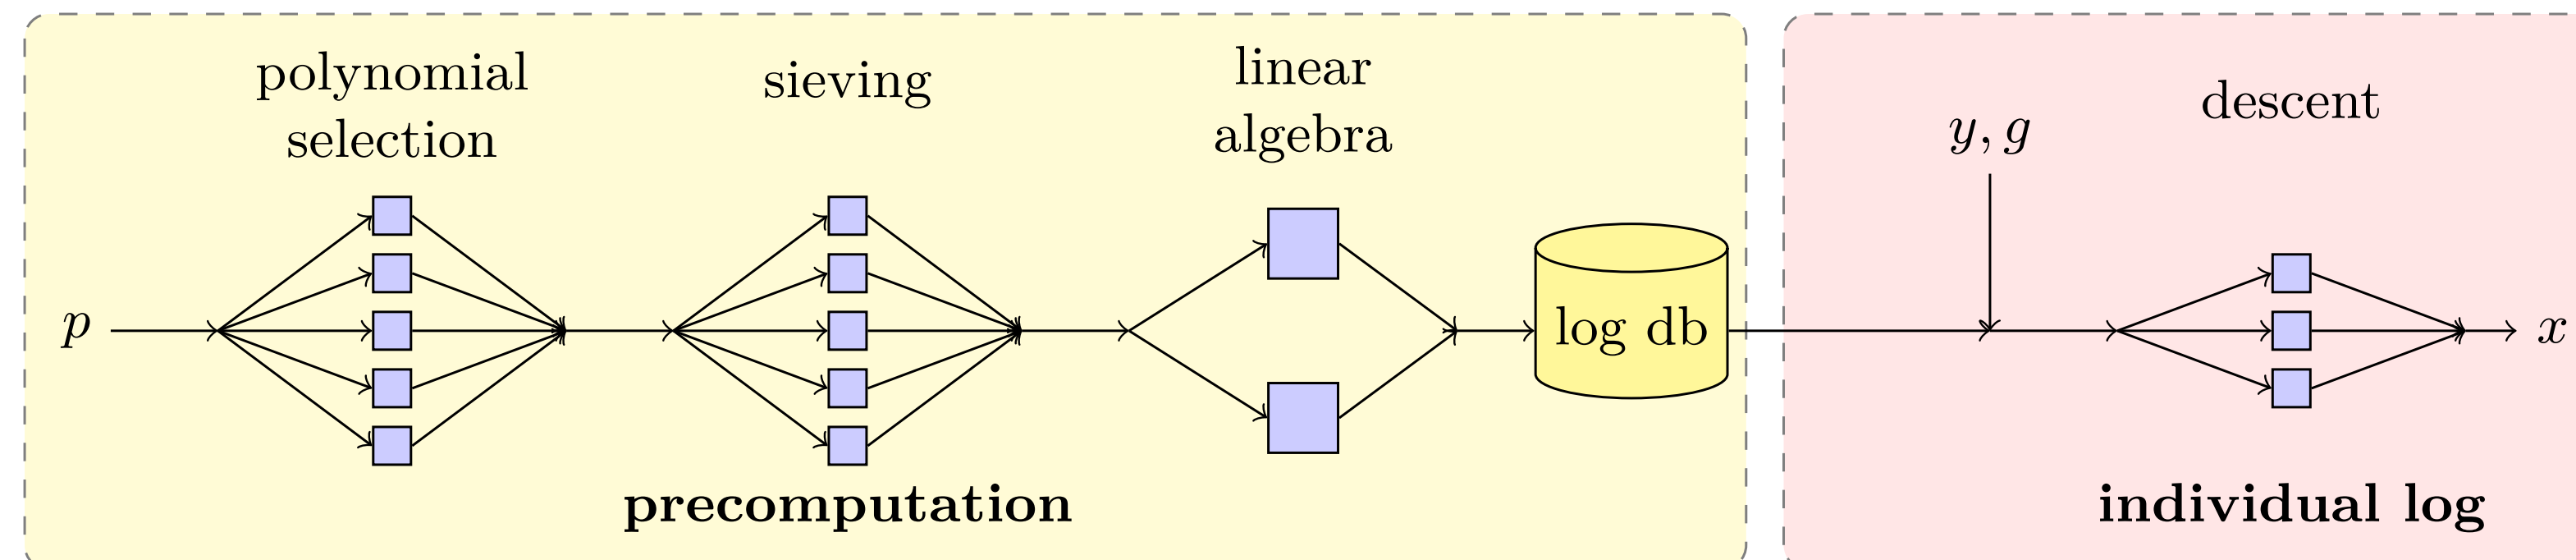 polynomial
selection
sieving
linear
algebra
p
log db
precomputation
y, g
descent
x
individual log